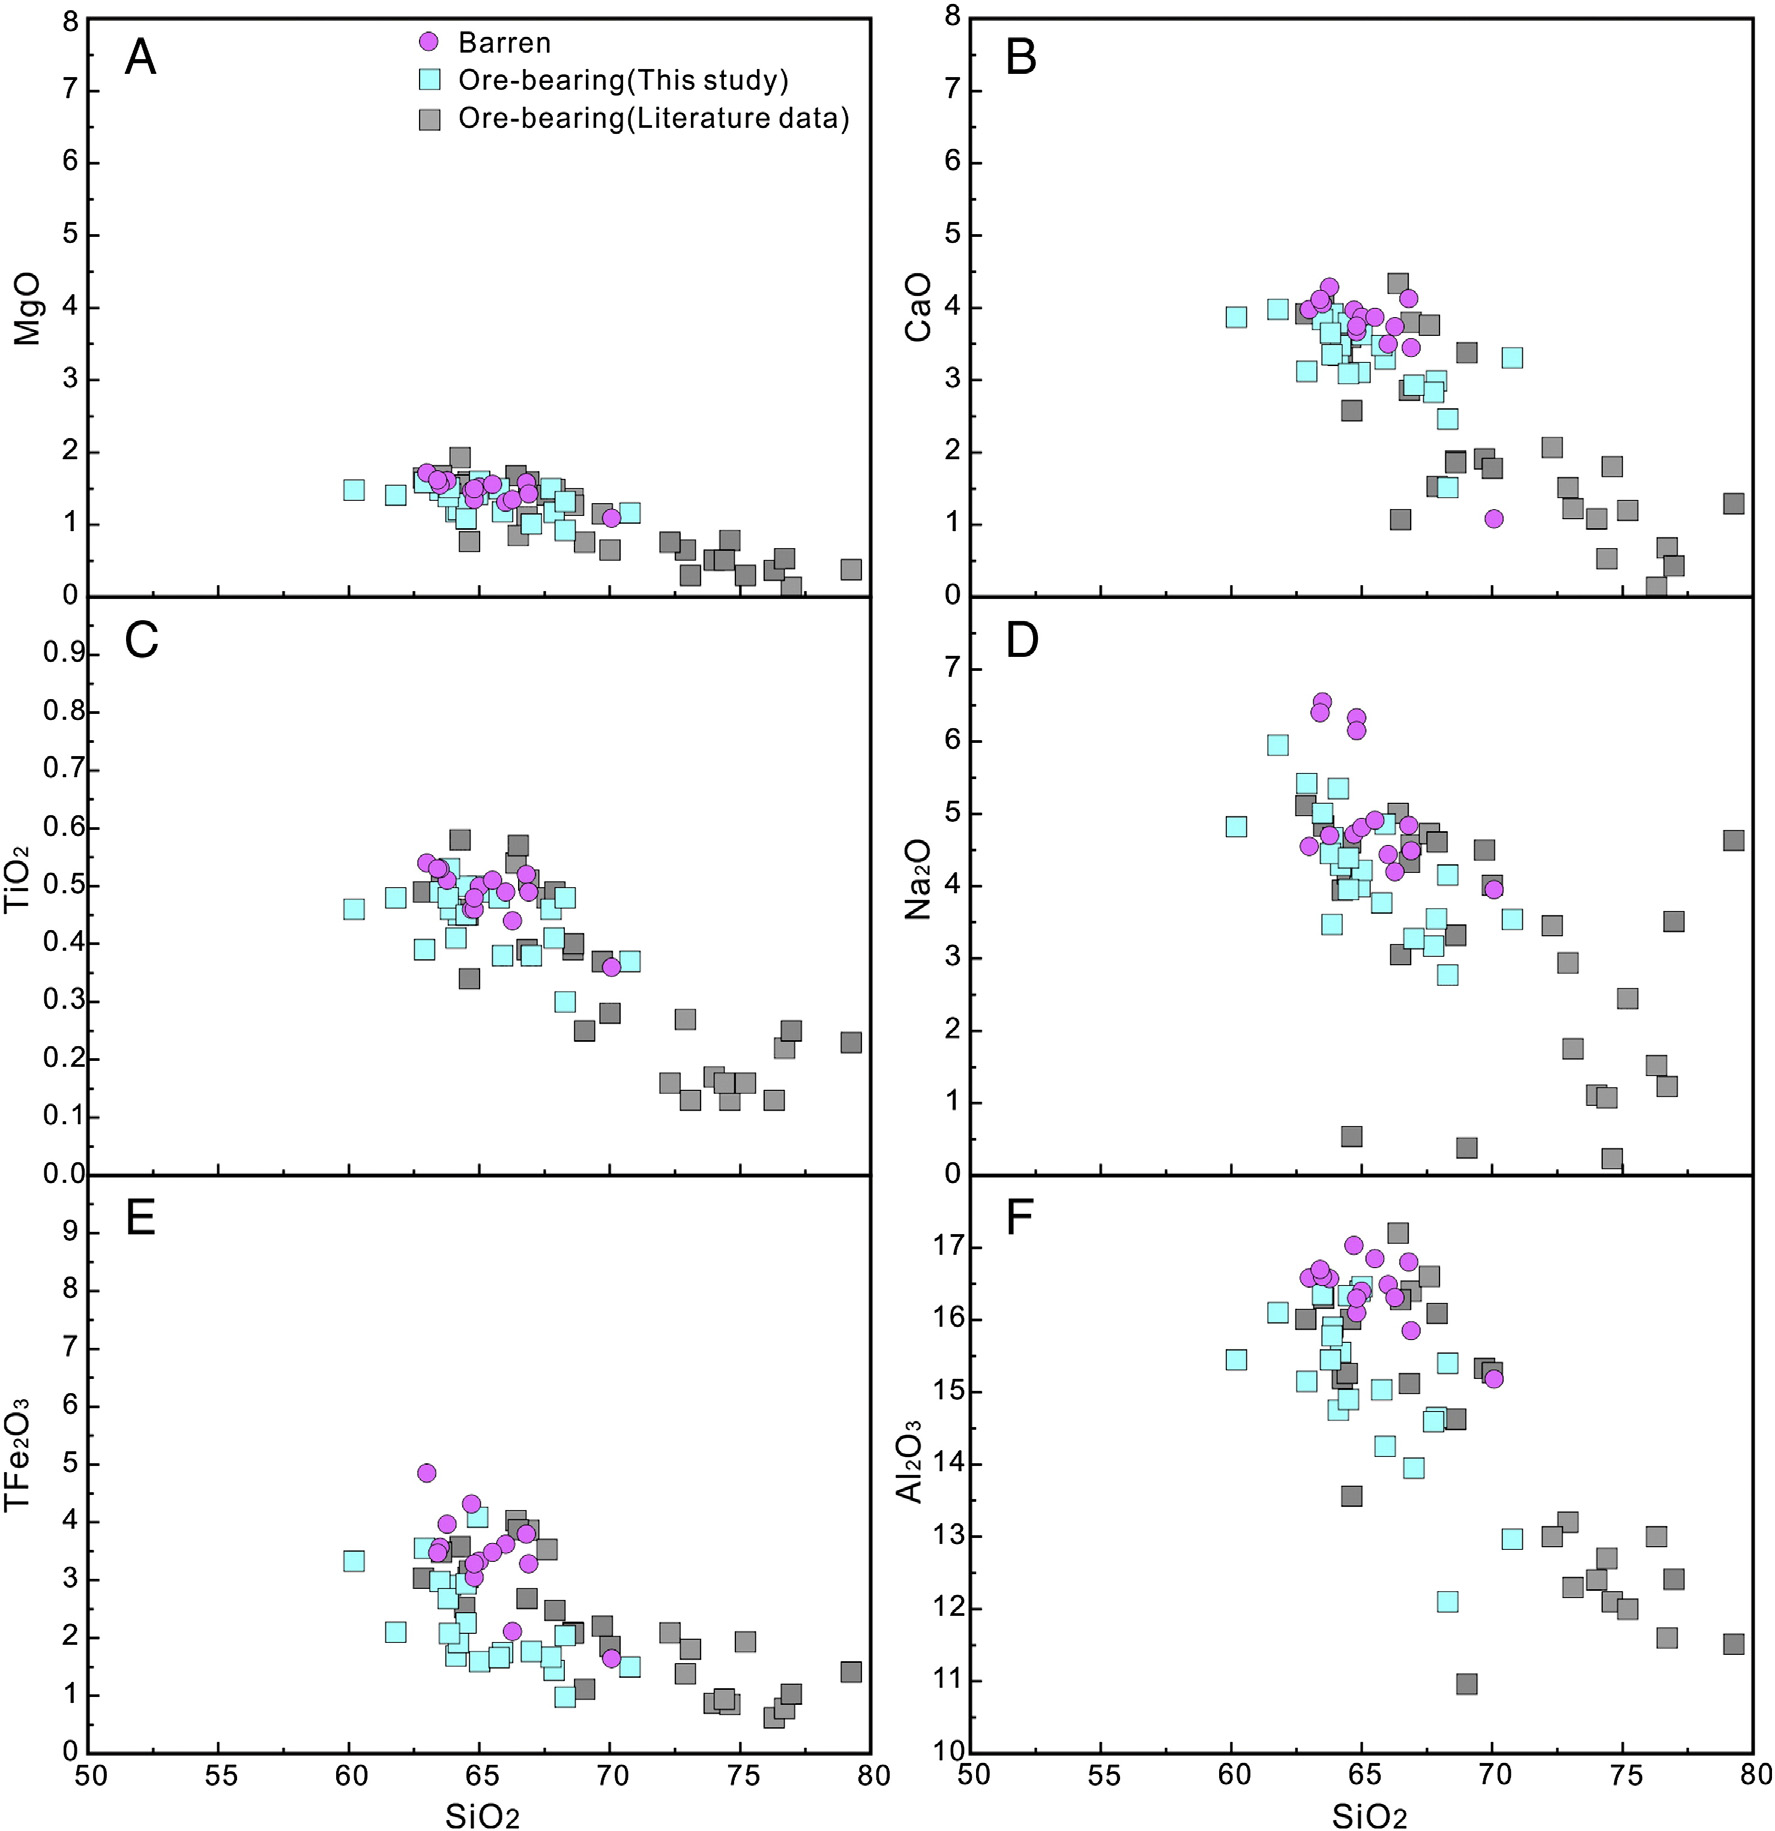 A
Barren
Ore-bearing(This study)
Ore-bearing(Literature data)
8
7
6
5
4
3
2
1
0
MgO
B
8
7
6
5
4
3
2
1
0
CaO
C
0.9
0.8
0.7
0.6
0.5
0.4
0.3
0.2
0.1
0.0
TiO2
D
7
6
5
4
3
2
1
0
Na2O
E
9
8
7
6
5
4
3
2
1
0
TFe2O3
50 55 60 65 70 75 80
SiO2
F
17
16
15
14
13
12
11
10
Al2O3
50 55 60 65 70 75 80
SiO2